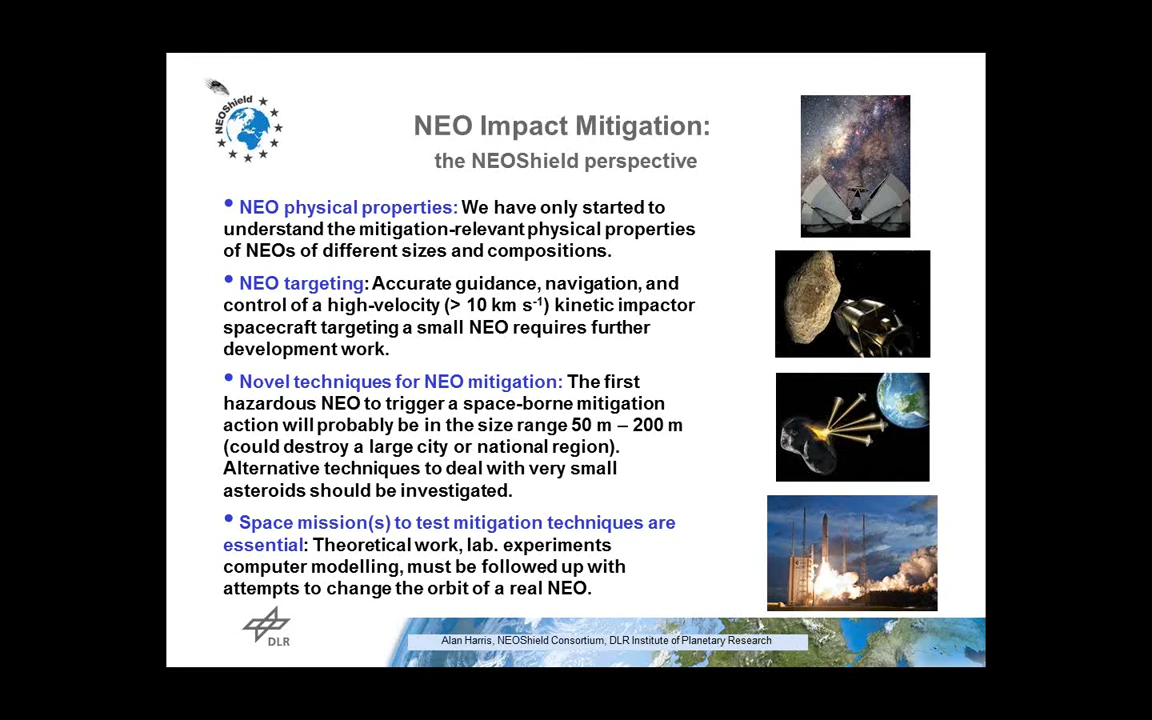 NEOShield
NEO Impact Mitigation:
the NEOShield perspective
• NEO physical properties: We have only started to
understand the mitigation-relevant physical properties
of NEOs of different sizes and compositions.
• NEO targeting: Accurate guidance, navigation, and
control of a high-velocity (> 10 km s⁻¹) kinetic impactor
spacecraft targeting a small NEO requires further
development work.
• Novel techniques for NEO mitigation: The first
hazardous NEO to trigger a space-borne mitigation
action will probably be in the size range 50 m – 200 m
(could destroy a large city or national region).
Alternative techniques to deal with very small
asteroids should be investigated.
• Space mission(s) to test mitigation techniques are
essential: Theoretical work, lab. experiments
computer modelling, must be followed up with
attempts to change the orbit of a real NEO.
DLR
Alan Harris, NEOShield Consortium, DLR Institute of Planetary Research